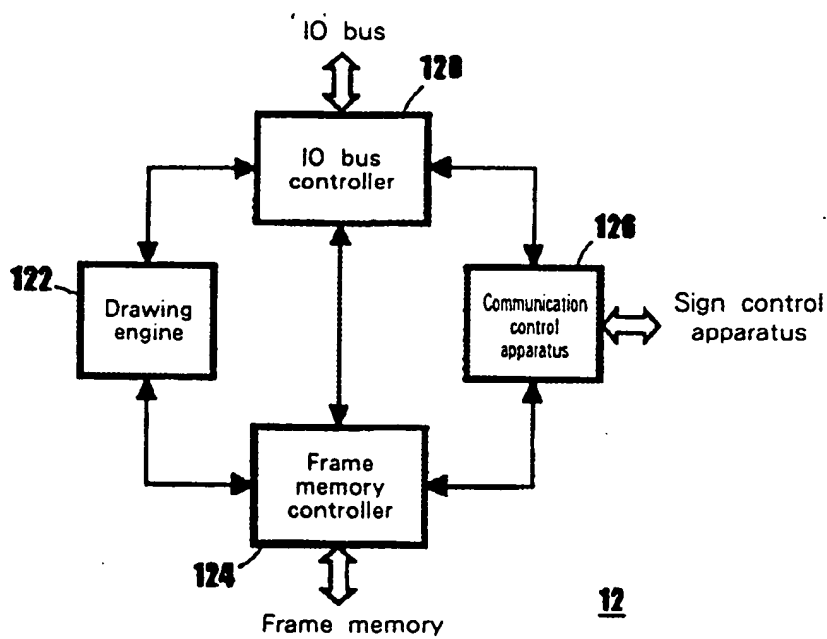 IO bus
120
IO bus
controller
126
122
Drawing
engine
Communication
control
apparatus
Sign control
apparatus
Frame
memory
controller
124
Frame memory
12